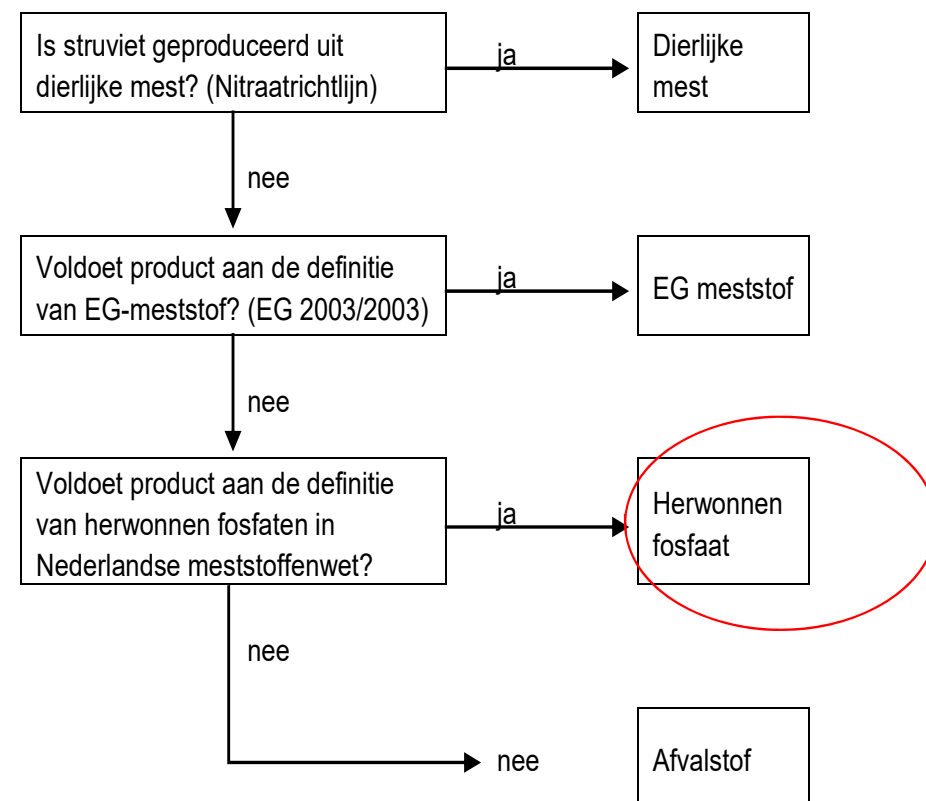 Is struviet geproduceerd uit
dierlijke mest? (Nitraatrichtlijn)
ja
Dierlijke
mest
nee
Voldoet product aan de definitie
van EG-meststof? (EG 2003/2003)
ja
EG meststof
nee
Voldoet product aan de definitie
van herwonnen fosfaten in
Nederlandse meststoffenwet?
ja
Herwonnen
fosfaat
nee
nee
Afvalstof